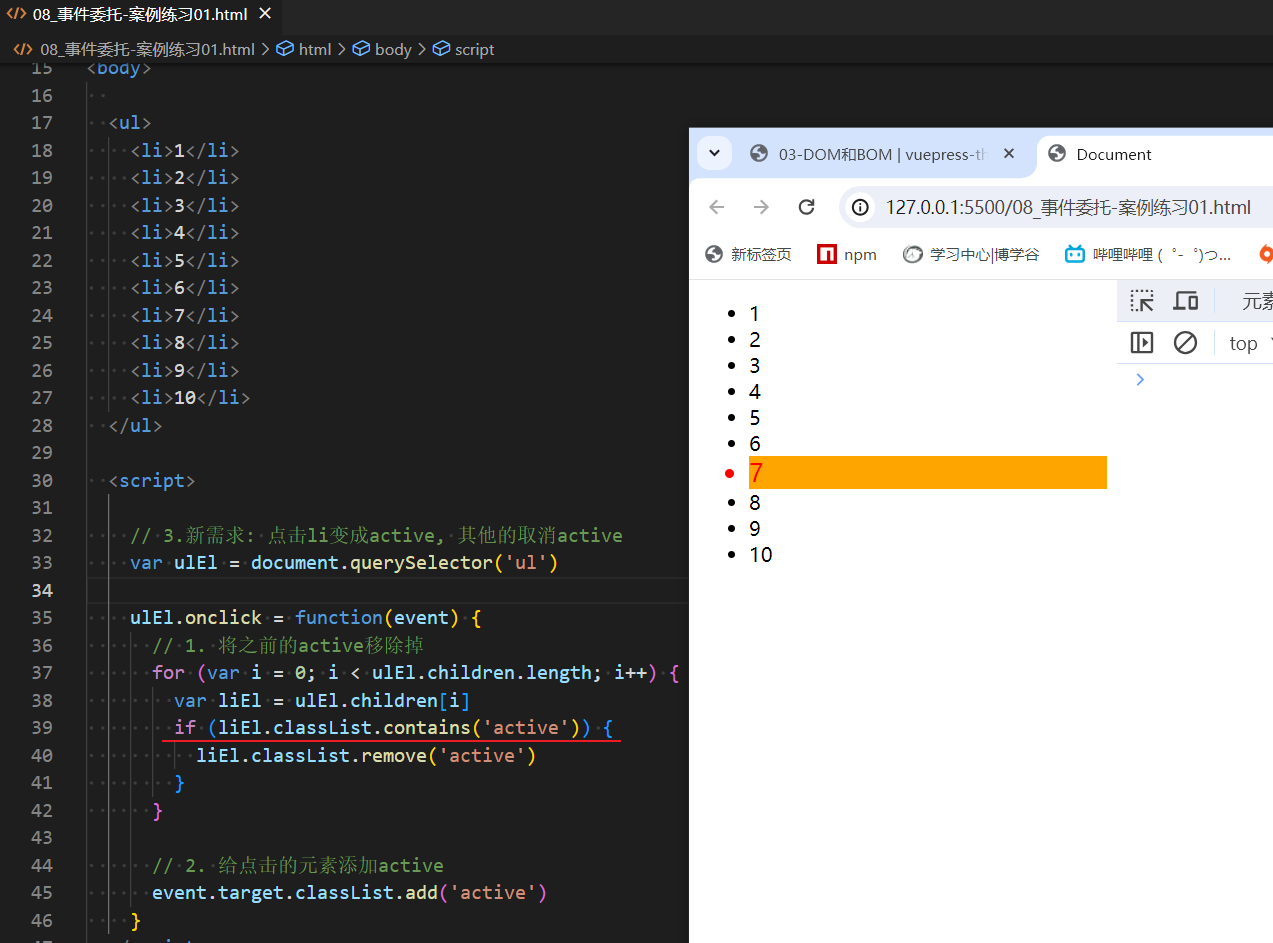 08_事件委托-案例练习01.html
08_事件委托-案例练习01.html > html > body > script
15 <body>
16
17 <ul>
18 <li>1</li>
19 <li>2</li>
20 <li>3</li>
21 <li>4</li>
22 <li>5</li>
23 <li>6</li>
24 <li>7</li>
25 <li>8</li>
26 <li>9</li>
27 <li>10</li>
28 </ul>
29
30 <script>
31
32 // 3.新需求: 点击li变成active, 其他的取消active
33 var ulEl = document.querySelector('ul')
34
35 ulEl.onclick = function(event) {
36 // 1. 将之前的active移除掉
37 for (var i = 0; i < ulEl.children.length; i++) {
38 var liEl = ulEl.children[i]
39 if (liEl.classList.contains('active')) {
40 liEl.classList.remove('active')
41 }
42 }
43
44 // 2. 给点击的元素添加active
45 event.target.classList.add('active')
46 }
03-DOM和BOM | vuepress-th
Document
127.0.0.1:5500/08_事件委托-案例练习01.html
新标签页 npm 学习中心|博学谷 哔哩哔哩 (゜-゜)つ...
元素
top
1
2
3
4
5
6
7
8
9
10